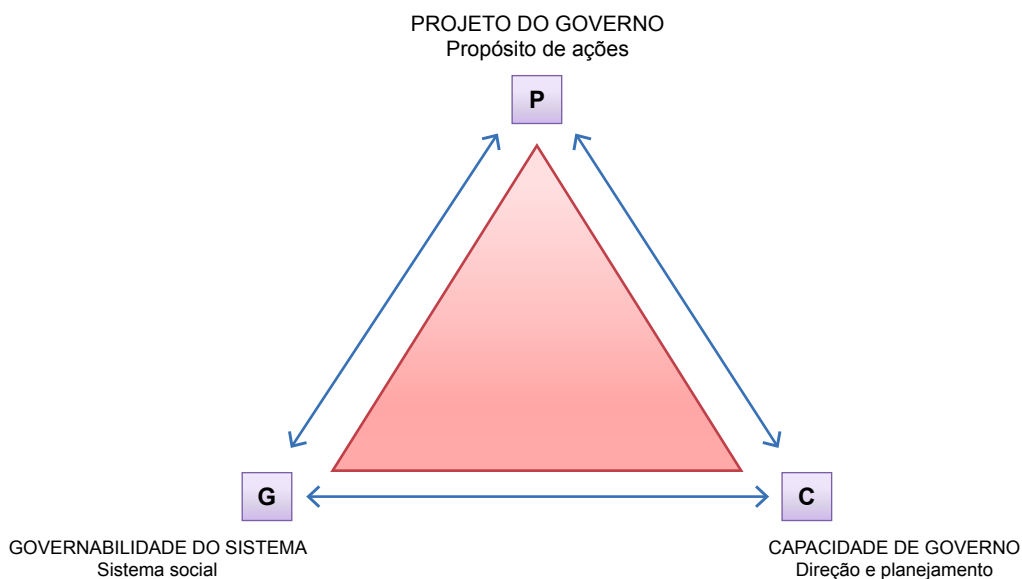 PROJETO DO GOVERNO
Propósito de ações
P
G
C
GOVERNABILIDADE DO SISTEMA
Sistema social
CAPACIDADE DE GOVERNO
Direção e planejamento